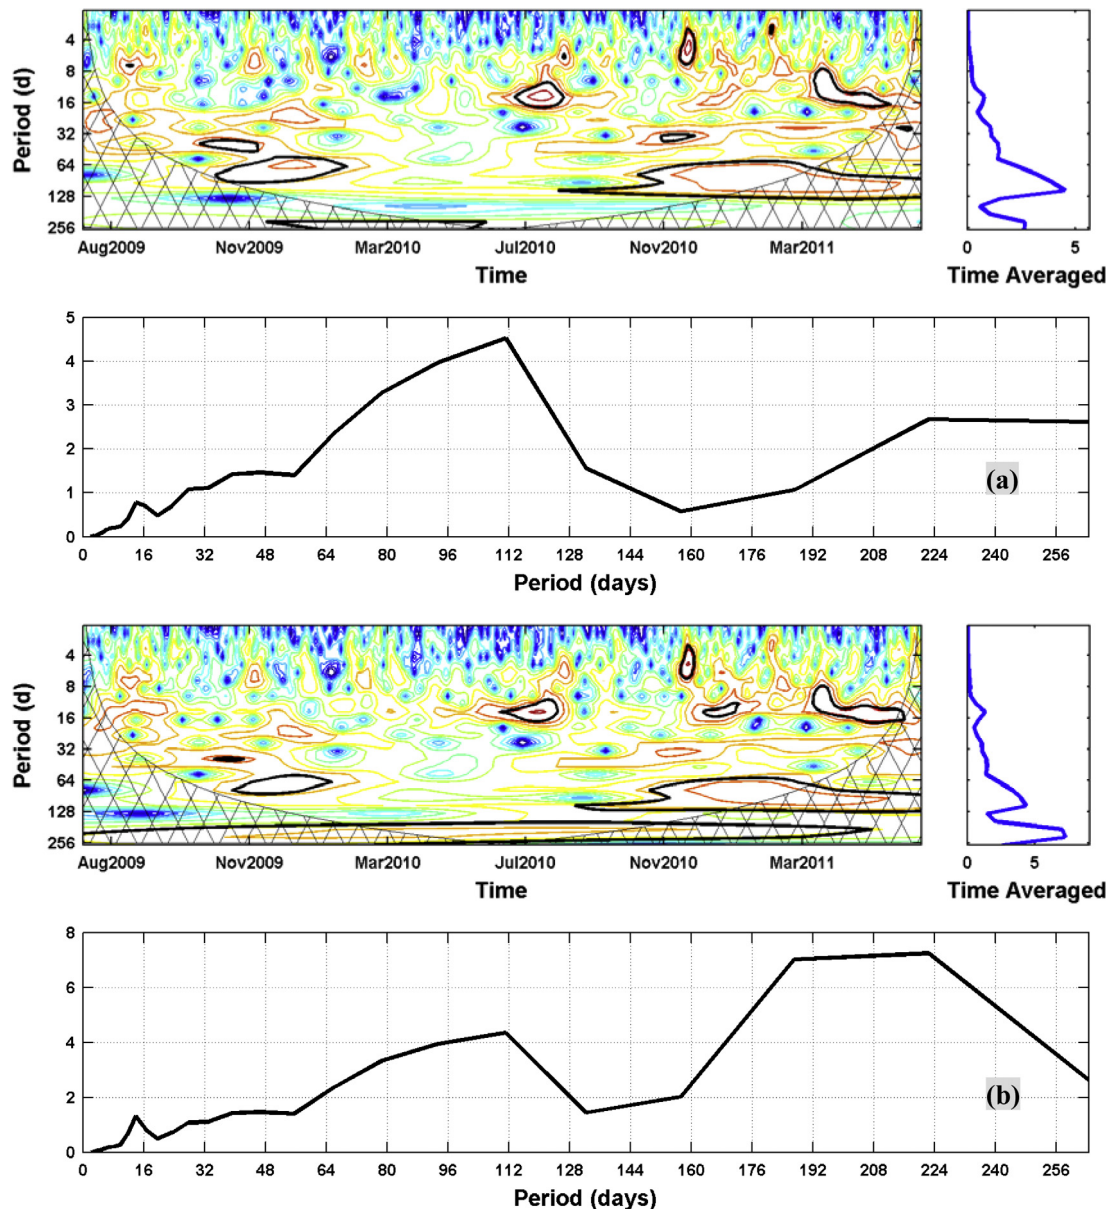 4
8
16
32
64
128
256
Period (d)
Aug2009 Nov2009 Mar2010 Jul2010 Nov2010 Mar2011
Time
0 5
Time Averaged
5
4
3
2
1
0
(a)
0 16 32 48 64 80 96 112 128 144 160 176 192 208 224 240 256
Period (days)
4
8
16
32
64
128
256
Period (d)
Aug2009 Nov2009 Mar2010 Jul2010 Nov2010 Mar2011
Time
0 5
Time Averaged
8
6
4
2
0
(b)
0 16 32 48 64 80 96 112 128 144 160 176 192 208 224 240 256
Period (days)